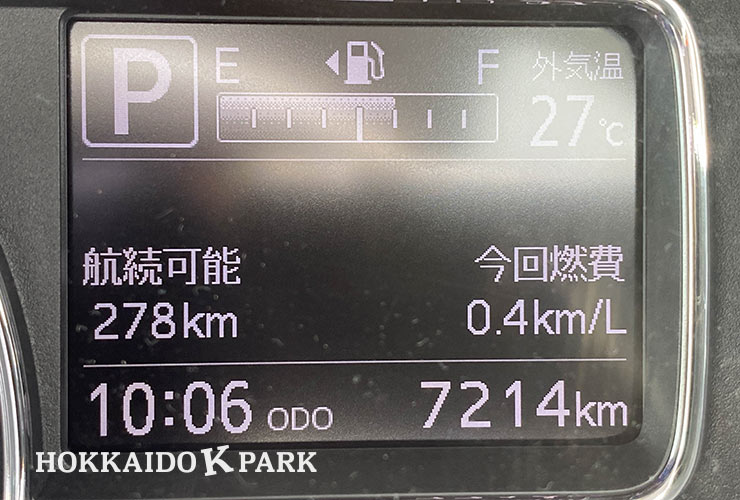 P E F 外気温
27℃
航続可能 今回燃費
278km 0.4km/L
10:06 ODO 7214km
HOKKAIDO K PARK